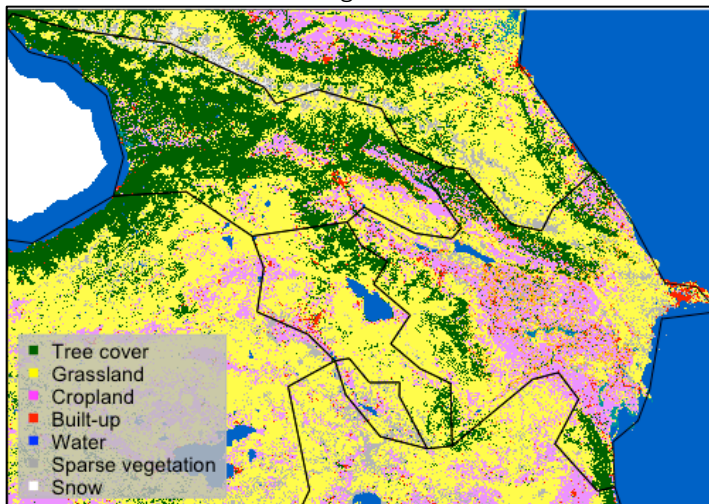 Tree cover
Grassland
Cropland
Built-up
Water
Sparse vegetation
Snow